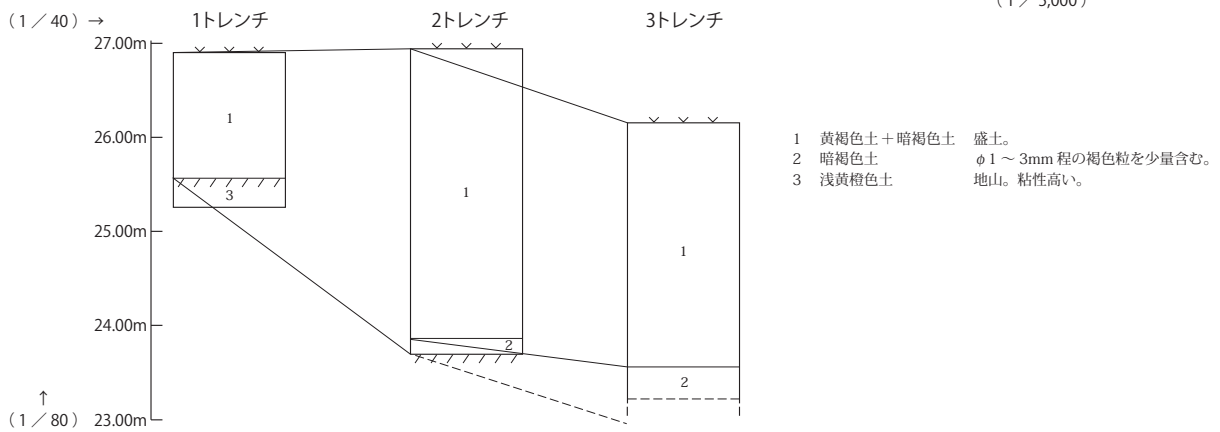 （1／5,000）
（1／40）→ 1トレンチ 2トレンチ 3トレンチ
27.00m
26.00m
25.00m
24.00m
23.00m
↑
（1／80）
1
3
1
2
1
2
1 黄褐色土＋暗褐色土 盛土。
2 暗褐色土 φ1～3mm程の褐色粒を少量含む。
3 浅黄橙色土 地山。粘性高い。